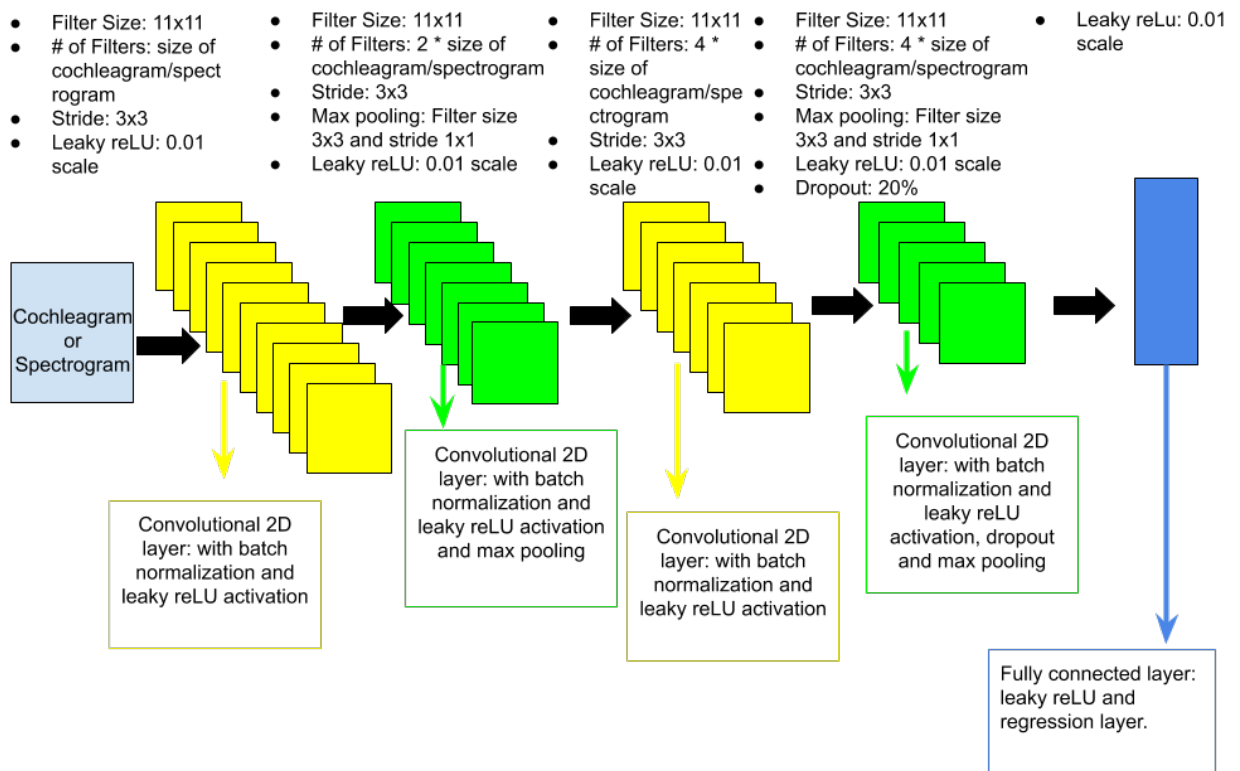 ● Filter Size: 11x11
● # of Filters: size of
cochleagram/spect
rogram
● Stride: 3x3
● Leaky reLU: 0.01
scale
● Filter Size: 11x11
● # of Filters: 2 * size of
cochleagram/spectrogram
● Stride: 3x3
● Max pooling: Filter size
3x3 and stride 1x1
● Leaky reLU: 0.01 scale
● Filter Size: 11x11
● # of Filters: 4 *
size of
cochleagram/spe
ctrogram
● Stride: 3x3
● Leaky reLU: 0.01
scale
● Filter Size: 11x11
● # of Filters: 4 * size of
cochleagram/spectrogram
● Stride: 3x3
● Max pooling: Filter size
3x3 and stride 1x1
● Leaky reLU: 0.01 scale
● Dropout: 20%
● Leaky reLu: 0.01
scale
Cochleagram
or
Spectrogram
Convolutional 2D
layer: with batch
normalization and
leaky reLU activation
Convolutional 2D
layer: with batch
normalization and
leaky reLU activation
and max pooling
Convolutional 2D
layer: with batch
normalization and
leaky reLU activation
Convolutional 2D
layer: with batch
normalization and
leaky reLU
activation, dropout
and max pooling
Fully connected layer:
leaky reLU and
regression layer.